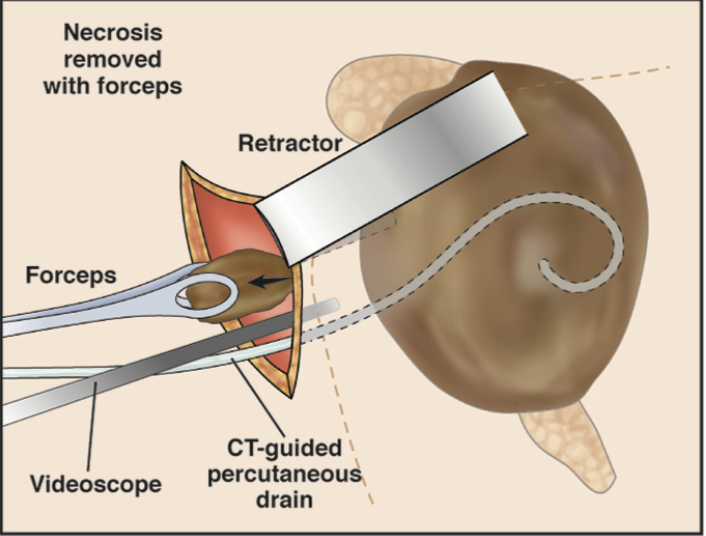 Necrosis
removed
with forceps
Retractor
Forceps
CT-guided
percutaneous
drain
Videoscope